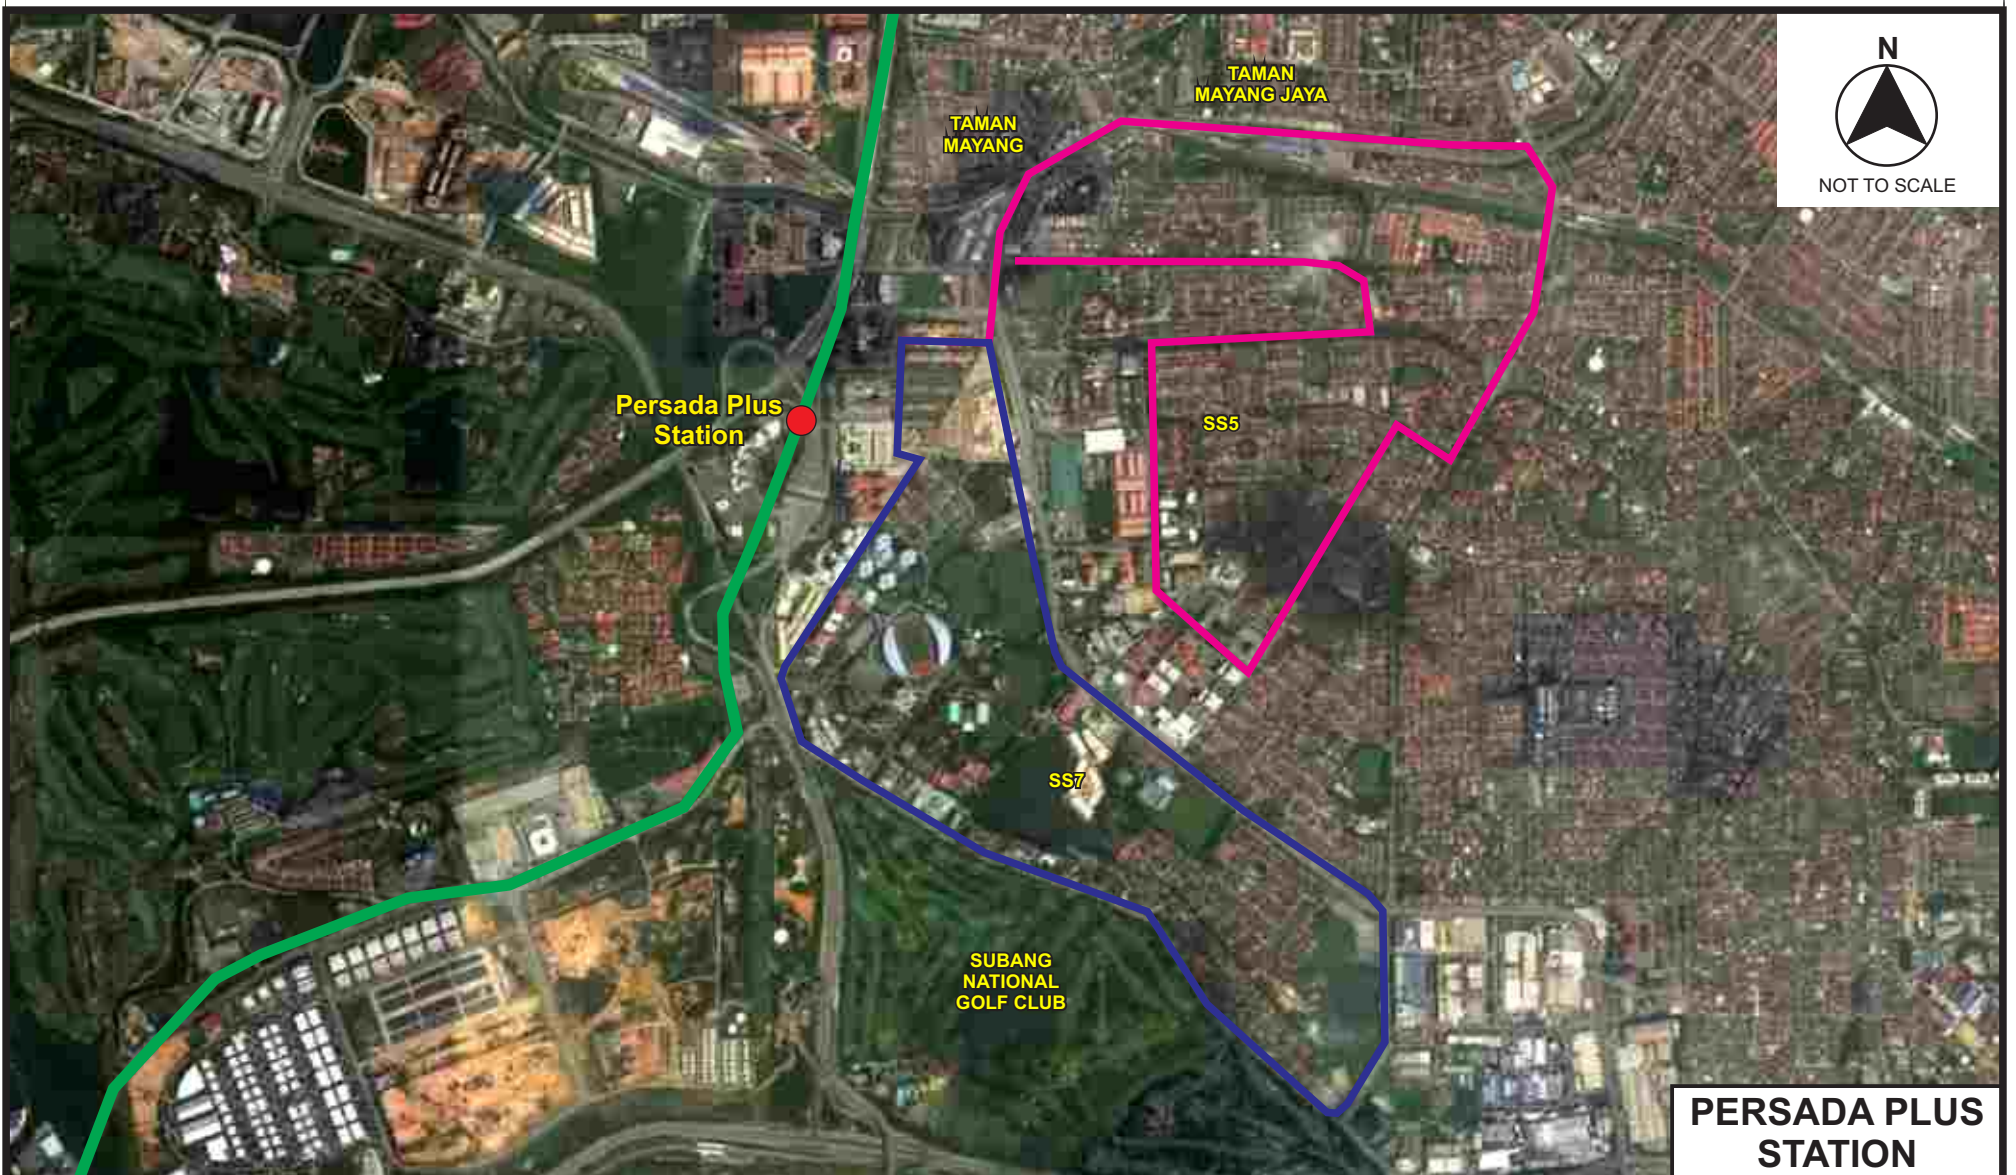 TAMAN
MAYANG JAYA
TAMAN
MAYANG
N
NOT TO SCALE
Persada Plus
Station
SS5
SS7
SUBANG
NATIONAL
GOLF CLUB
PERSADA PLUS
STATION